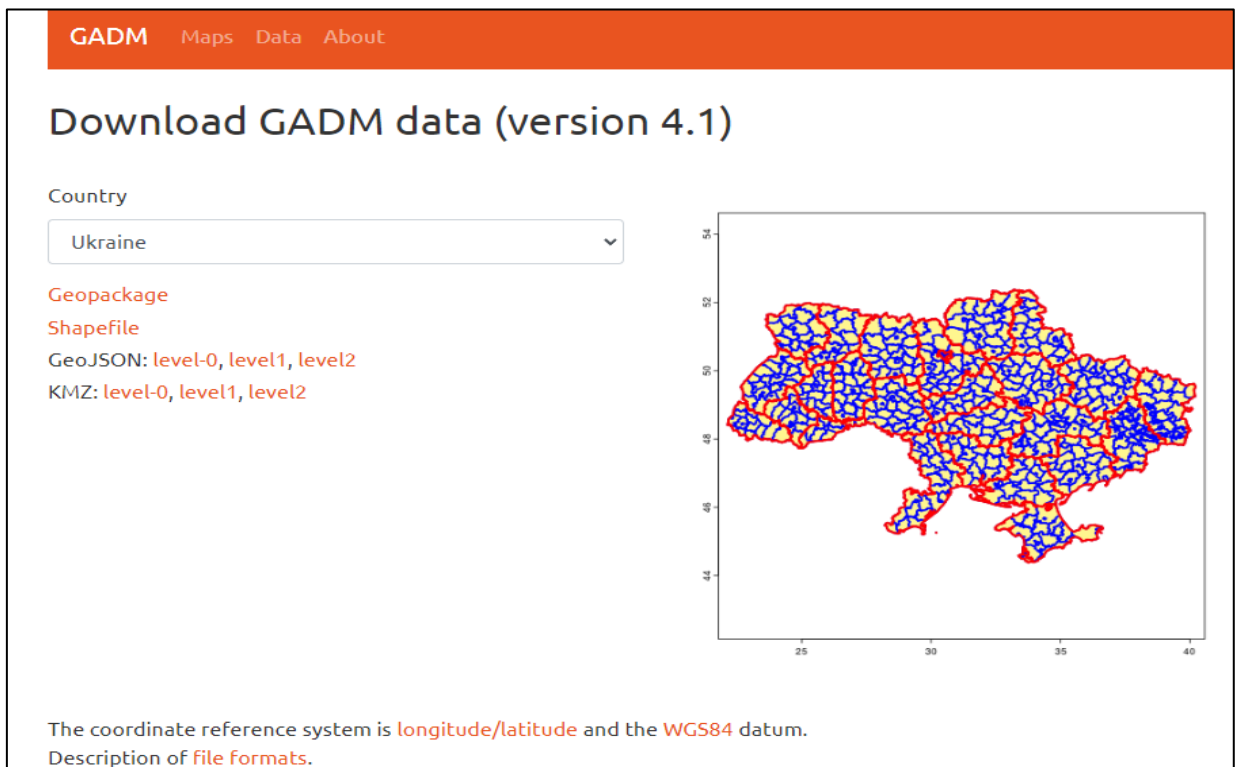 GADM Maps Data About
Download GADM data (version 4.1)
Country
Ukraine
Geopackage
Shapefile
GeoJSON: level-0, level1, level2
KMZ: level-0, level1, level2
54
52
50
48
46
44
25 30 35 40
The coordinate reference system is longitude/latitude and the WGS84 datum.
Description of file formats.